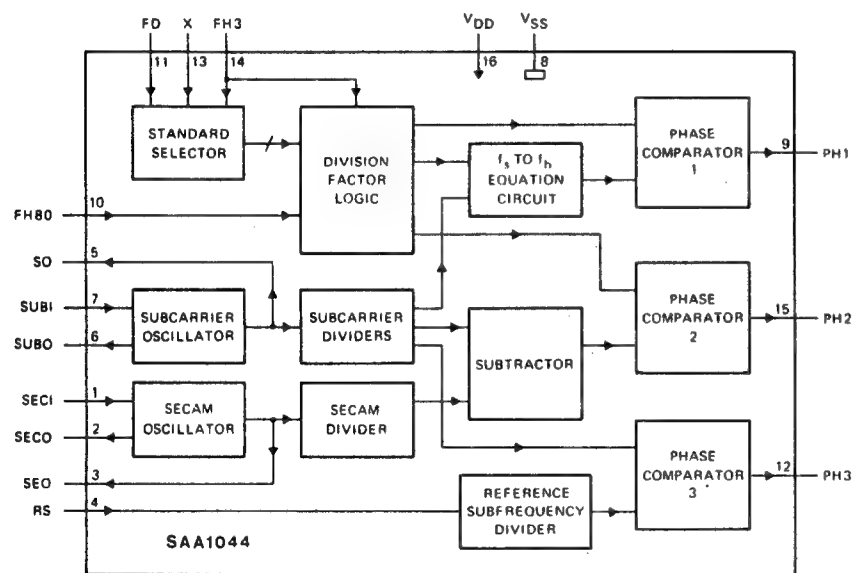 FD X FH3 VDD VSS
11 13 14 16 8
STANDARD
SELECTOR
DIVISION
FACTOR
LOGIC
fs TO fh
EQUATION
CIRCUIT
PHASE
COMPARATOR
1
9 PH1
FH80 10
SO 5
SUBI 7
SUBO 6
SUBCARRIER
OSCILLATOR
SUBCARRIER
DIVIDERS
SUBTRACTOR
PHASE
COMPARATOR
2
15 PH2
SECI 1
SECO 2
SECAM
OSCILLATOR
SECAM
DIVIDER
SEO 3
RS 4
REFERENCE
SUBFREQUENCY
DIVIDER
PHASE
COMPARATOR
3
12 PH3
SAA1044